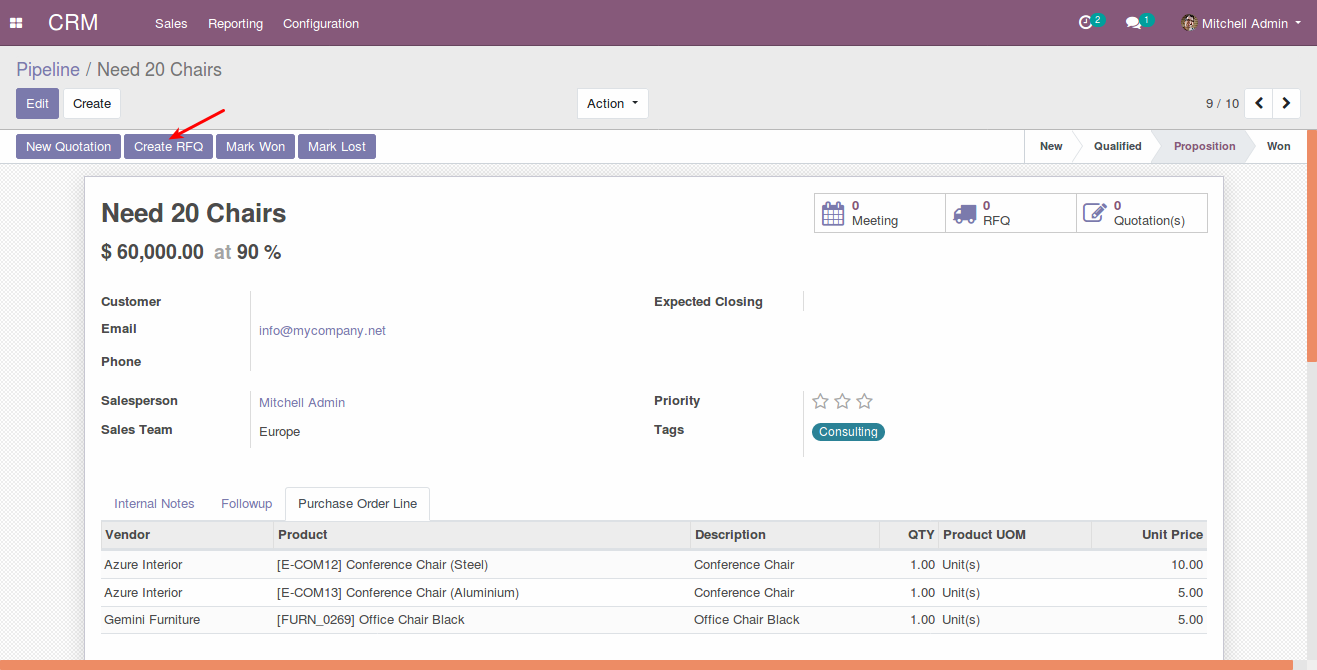 CRM Sales Reporting Configuration 2 1 Mitchell Admin
Pipeline / Need 20 Chairs
Edit Create Action 9 / 10
New Quotation Create RFQ Mark Won Mark Lost New Qualified Proposition Won
Need 20 Chairs
0 Meeting
0 RFQ
0 Quotation(s)
$ 60,000.00 at 90 %
Customer
Expected Closing
Email info@mycompany.net
Phone
Salesperson Mitchell Admin
Priority
Sales Team Europe
Tags Consulting
Internal Notes Followup Purchase Order Line
Vendor Product Description QTY Product UOM Unit Price
Azure Interior [E-COM12] Conference Chair (Steel) Conference Chair 1.00 Unit(s) 10.00
Azure Interior [E-COM13] Conference Chair (Aluminium) Conference Chair 1.00 Unit(s) 5.00
Gemini Furniture [FURN_0269] Office Chair Black Office Chair Black 1.00 Unit(s) 5.00